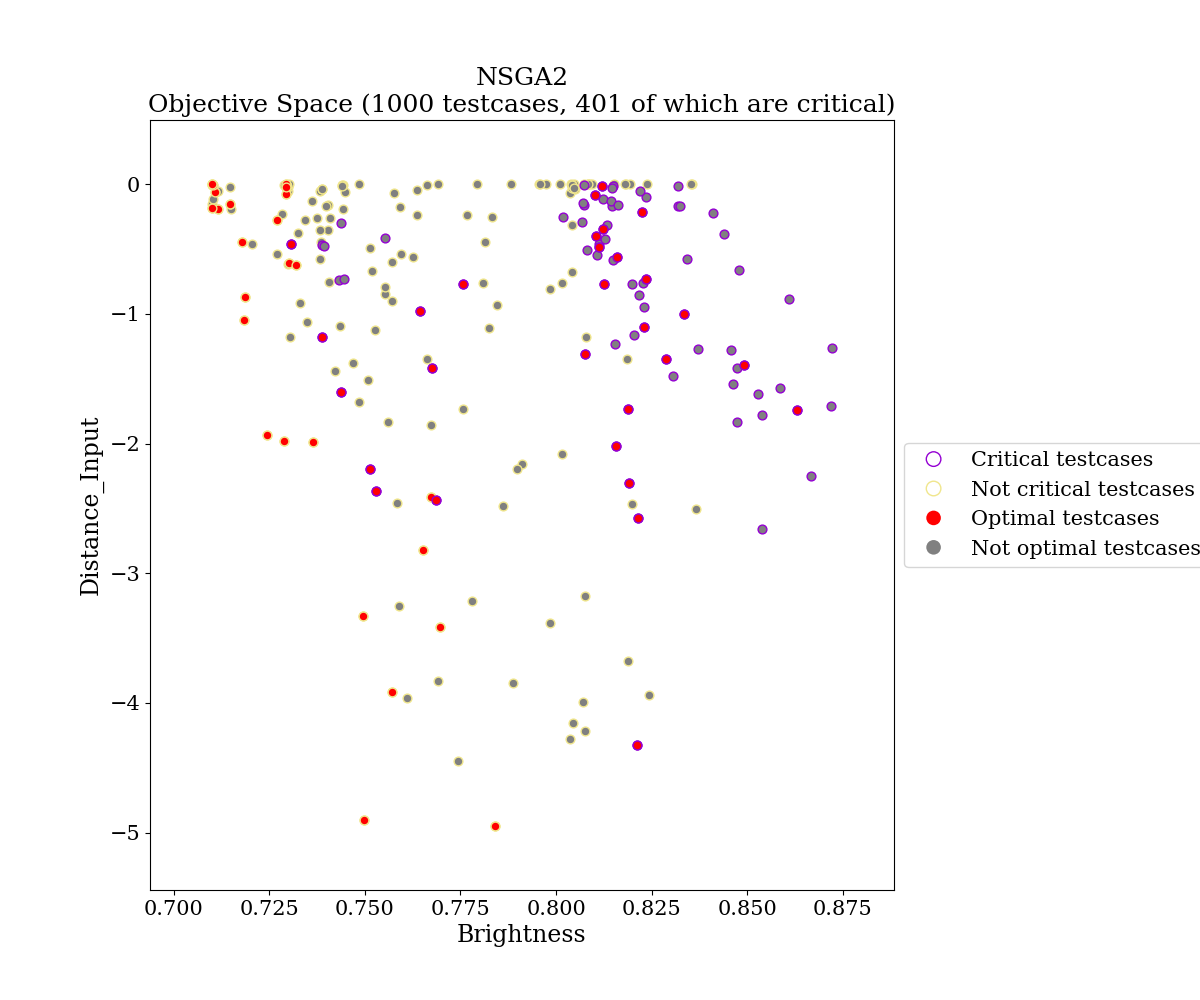 NSGA2
Objective Space (1000 testcases, 401 of which are critical)
0
−1
−2
−3
−4
−5
Distance_Input
0.700
0.725
0.750
0.775
0.800
0.825
0.850
0.875
Brightness
Critical testcases
Not critical testcases
Optimal testcases
Not optimal testcases